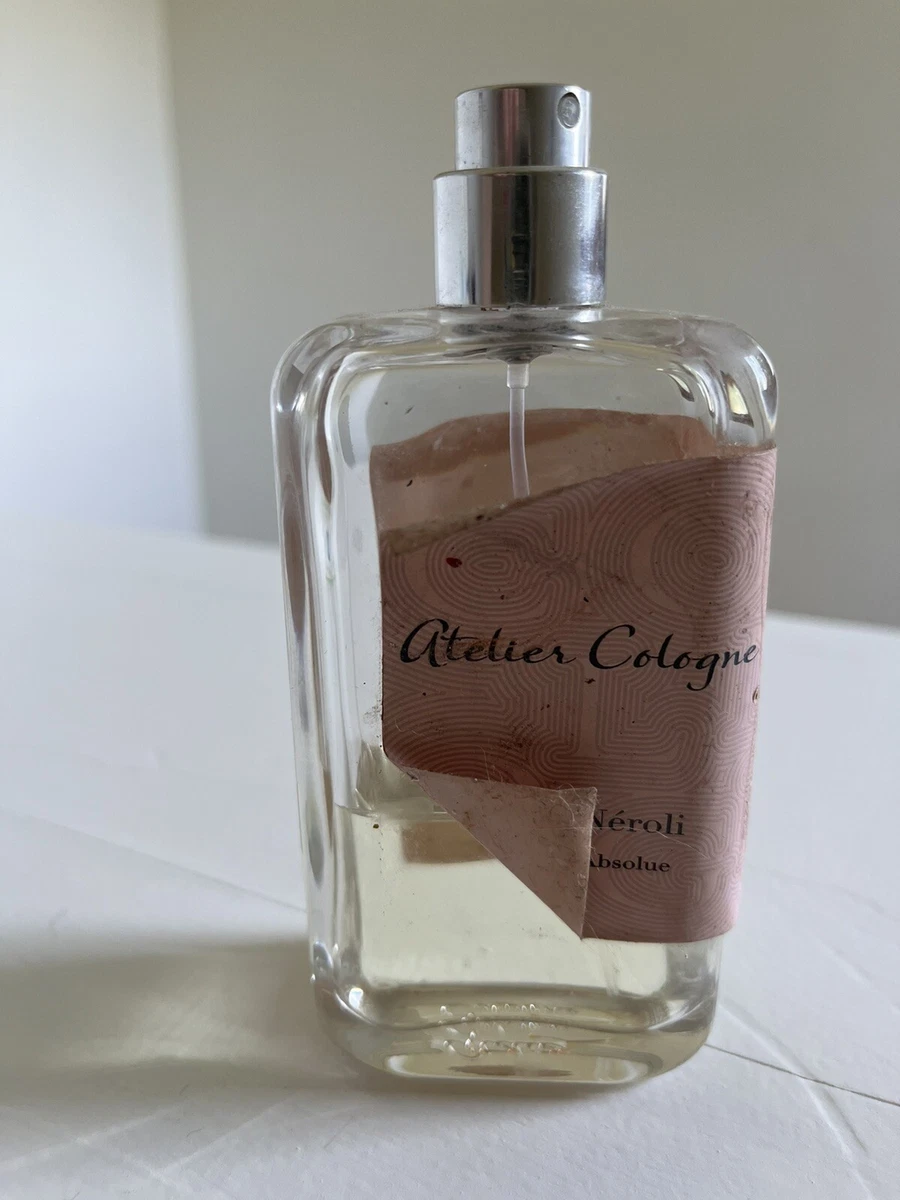 Atelier Cologne
Néroli
Absolue